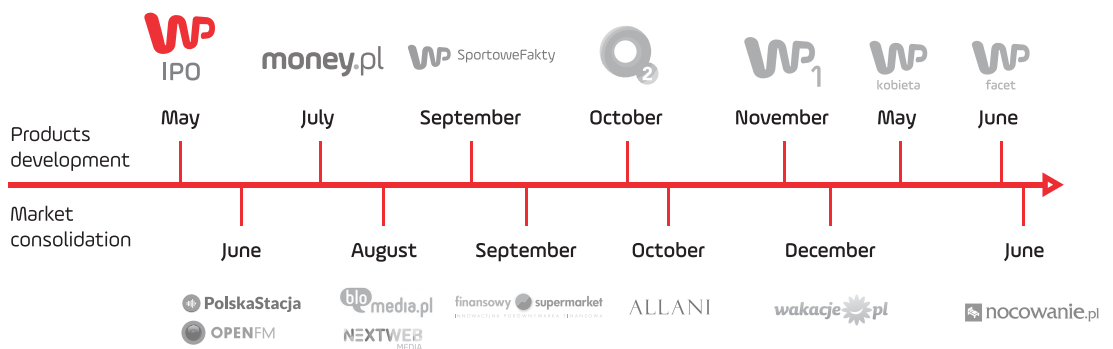 WP
IPO
money.pl
WP SportoweFakty
O2
WP1
WP
kobieta
WP
facet
May
July
September
October
November
May
June
Products
development
Market
consolidation
June
August
September
October
December
June
PolskaStacja
OPENFM
blomedia.pl
NEXTWEB
MEDIA
finansowy supermarket
ALLANI
wakacje.pl
nocowanie.pl